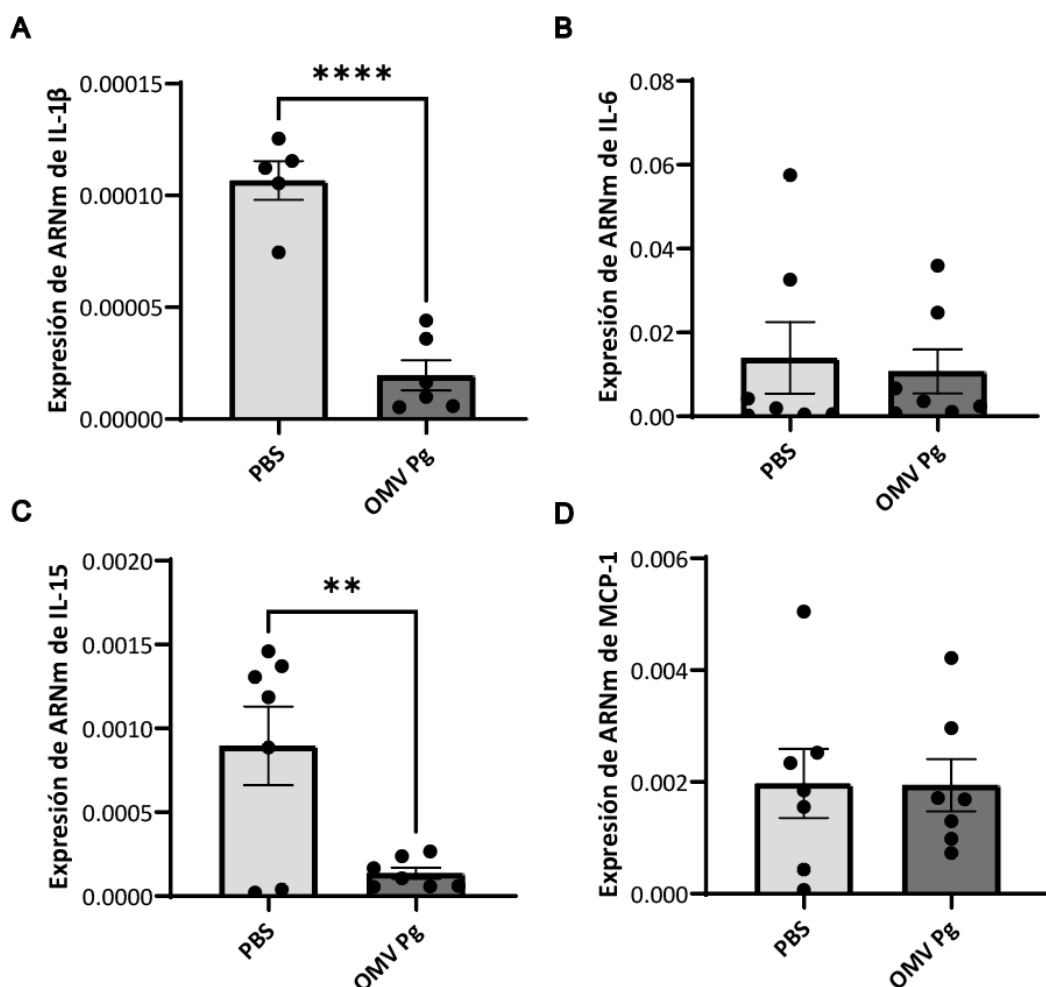 A
Expresión de ARNm de IL-1β
0.00015
0.00010
0.00005
0.00000
****
PBS
OMV Pg
B
Expresión de ARNm de IL-6
0.08
0.06
0.04
0.02
0.00
PBS
OMV Pg
C
Expresión de ARNm de IL-15
0.0020
0.0015
0.0010
0.0005
0.0000
**
PBS
OMV Pg
D
Expresión de ARNm de MCP-1
0.006
0.004
0.002
0.000
PBS
OMV Pg